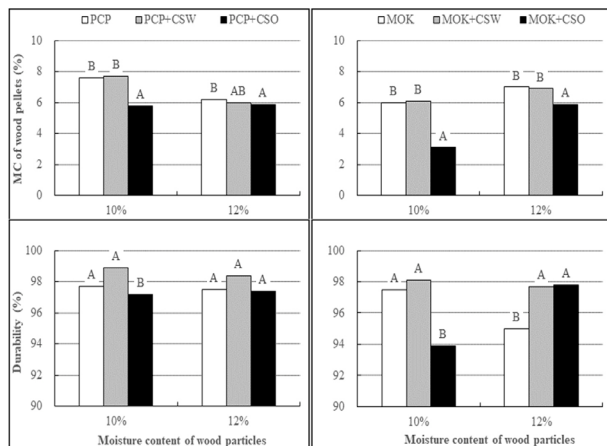 PCP PCP+CSW PCP+CSO
MOK MOK+CSW MOK+CSO
MC of wood pellets (%)
10
8
6
4
2
0
B B A B AB A
10% 12%
10
8
6
4
2
0
B B A B B A
10% 12%
Durability (%)
100
98
96
94
92
90
A A B A A A
10% 12%
Moisture content of wood particles
100
98
96
94
92
90
A A B B A A
10% 12%
Moisture content of wood particles